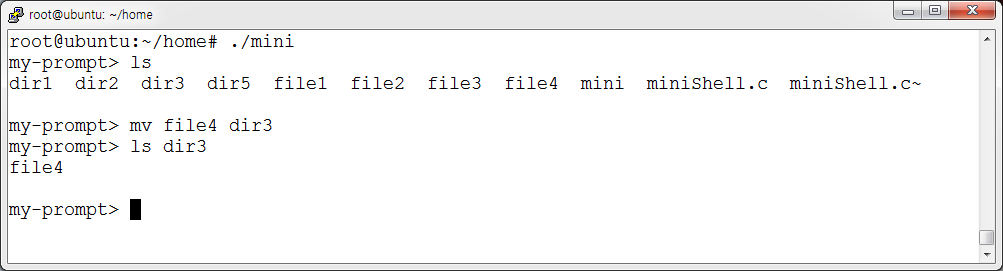 root@ubuntu: ~/home
root@ubuntu:~/home# ./mini
my-prompt> ls
dir1  dir2  dir3  dir5  file1  file2  file3  file4  mini  miniShell.c  miniShell.c~
my-prompt> mv file4 dir3
my-prompt> ls dir3
file4
my-prompt>